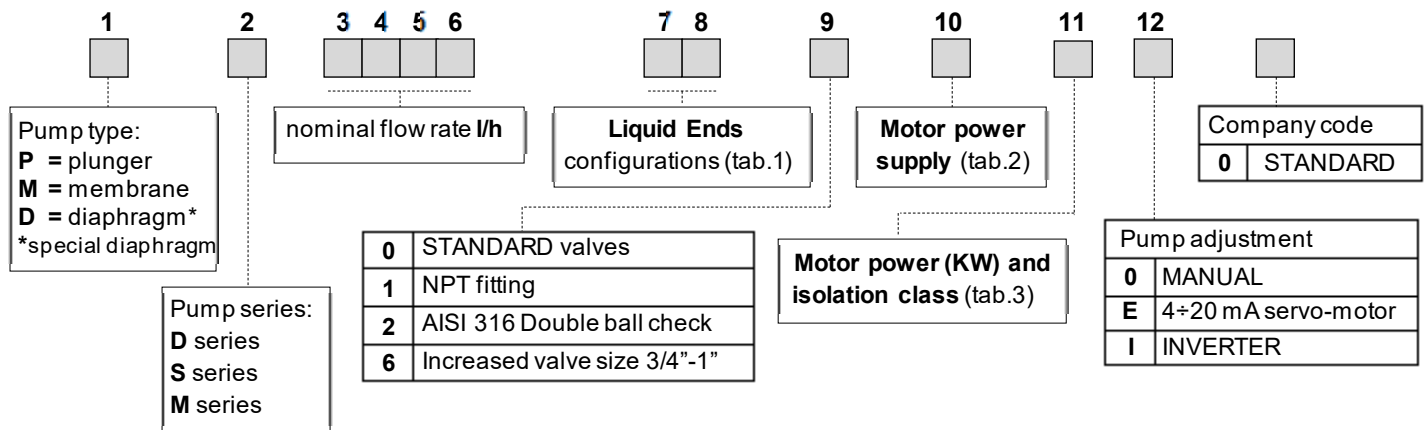 1 2 3 4 5 6 7 8 9 10 11 12
Pump type:
P = plunger
M = membrane
D = diaphragm*
*special diaphragm
Pump series:
D series
S series
M series
nominal flow rate l/h
Liquid Ends
configurations (tab.1)
0 STANDARD valves
1 NPT fitting
2 AISI 316 Double ball check
6 Increased valve size 3/4”-1”
Motor power
supply (tab.2)
Motor power (KW) and
isolation class (tab.3)
Pump adjustment
0 MANUAL
E 4÷20 mA servo-motor
I INVERTER
Company code
0 STANDARD